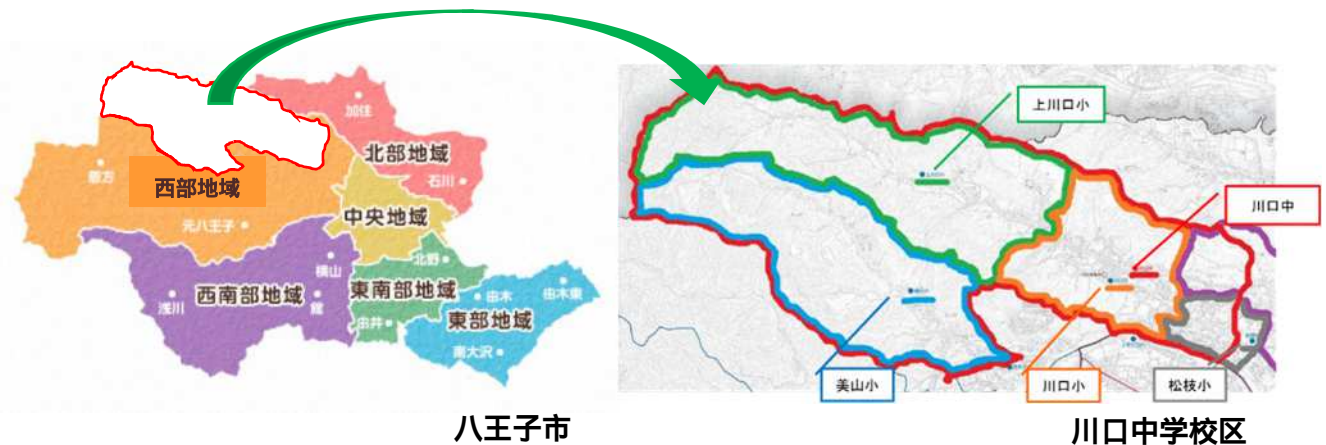 加住
北部地域
石川
恩方
西部地域
中央地域
元八王子
北野
横山
西南部地域
東南部地域
浅川
館
由木
由木東
由井
東部地域
南大沢
八王子市
上川口小
川口中
美山小
川口小
松枝小
川口中学校区